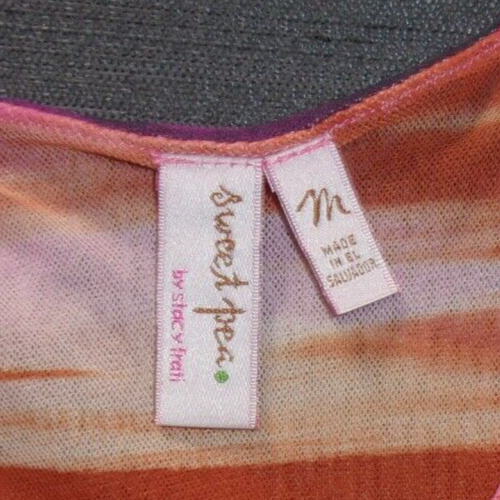 sweet pea
by stacy frati
M
MADE
IN EL
SALVADOR